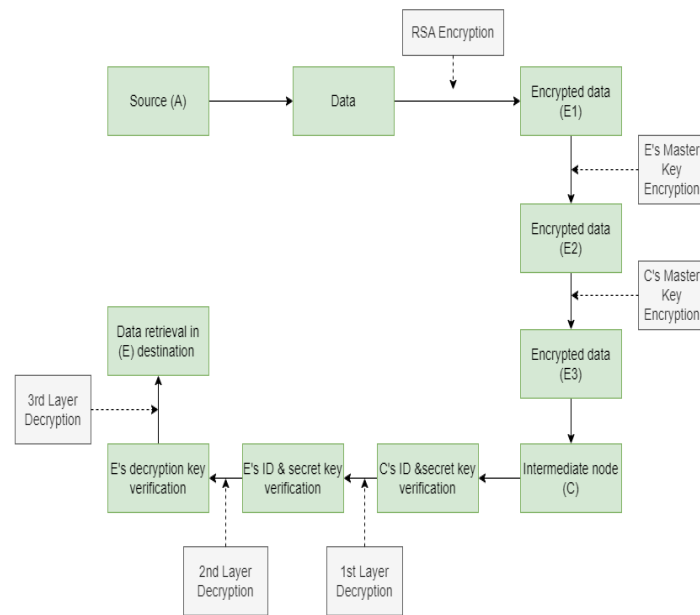 RSA Encryption
Source (A)
Data
Encrypted data
(E1)
E's Master
Key
Encryption
Encrypted data
(E2)
C's Master
Key
Encryption
Encrypted data
(E3)
Data retrieval in
(E) destination
3rd Layer
Decryption
E's decryption key
verification
E's ID & secret key
verification
C's ID &secret key
verification
Intermediate node
(C)
2nd Layer
Decryption
1st Layer
Decryption